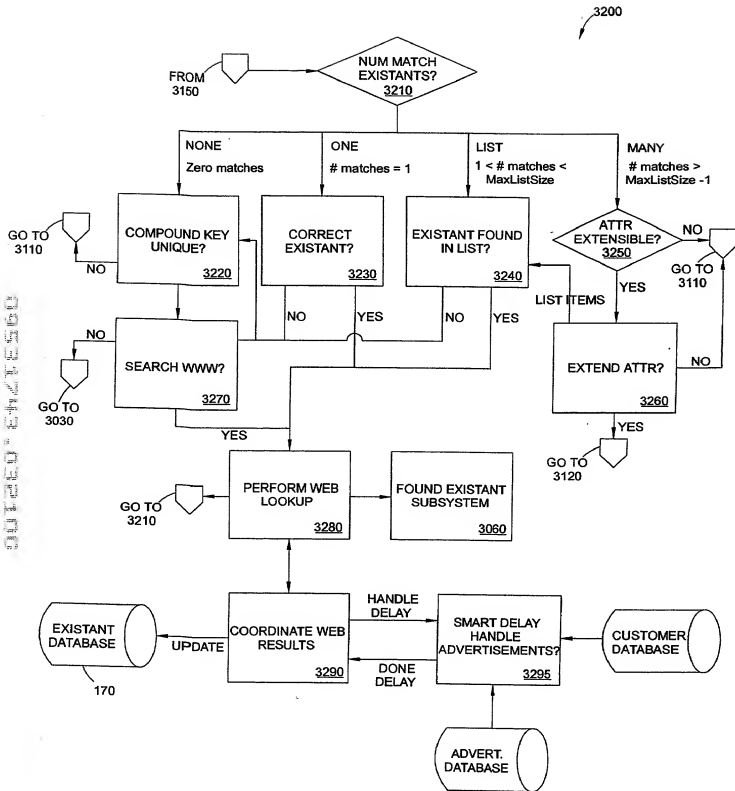 3200
FROM
3150
NUM MATCH
EXISTANTS?
3210
NONE
Zero matches
ONE
# matches = 1
LIST
1 < # matches <
MaxListSize
MANY
# matches >
MaxListSize -1
GO TO
3110
COMPOUND KEY
UNIQUE?
3220
NO
CORRECT
EXISTANT?
3230
EXISTANT FOUND
IN LIST?
3240
ATTR
EXTENSIBLE?
3250
NO
GO TO
3110
YES
LIST ITEMS
NO
YES
NO
YES
NO
SEARCH WWW?
3270
GO TO
3030
YES
EXTEND ATTR?
3260
NO
YES
GO TO
3120
GO TO
3210
PERFORM WEB
LOOKUP
3280
FOUND EXISTANT
SUBSYSTEM
3060
EXISTANT
DATABASE
170
UPDATE
COORDINATE WEB
RESULTS
3290
HANDLE
DELAY
DONE
DELAY
SMART DELAY
HANDLE
ADVERTISEMENTS?
3295
CUSTOMER
DATABASE
ADVERT.
DATABASE